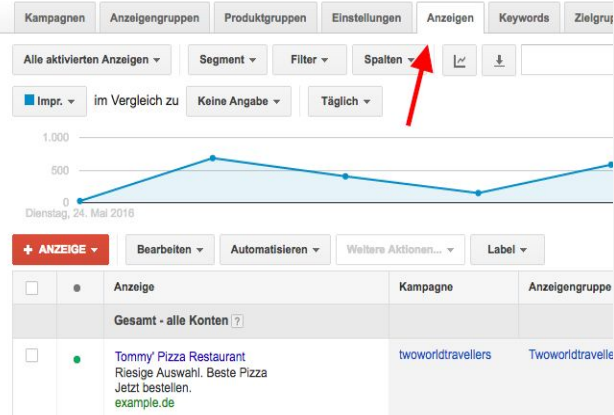 Kampagnen Anzeigengruppen Produktgruppen Einstellungen Anzeigen Keywords Zielgrup
Alle aktivierten Anzeigen Segment Filter Spalten
Impr. im Vergleich zu Keine Angabe Täglich
1.000
500
0
Dienstag, 24. Mai 2016
+ ANZEIGE Bearbeiten Automatisieren Weitere Aktionen... Label
Anzeige Kampagne Anzeigengruppe
Gesamt - alle Konten ?
Tommy' Pizza Restaurant twoworldtravellers Twoworldtravelle
Riesige Auswahl. Beste Pizza
Jetzt bestellen.
example.de